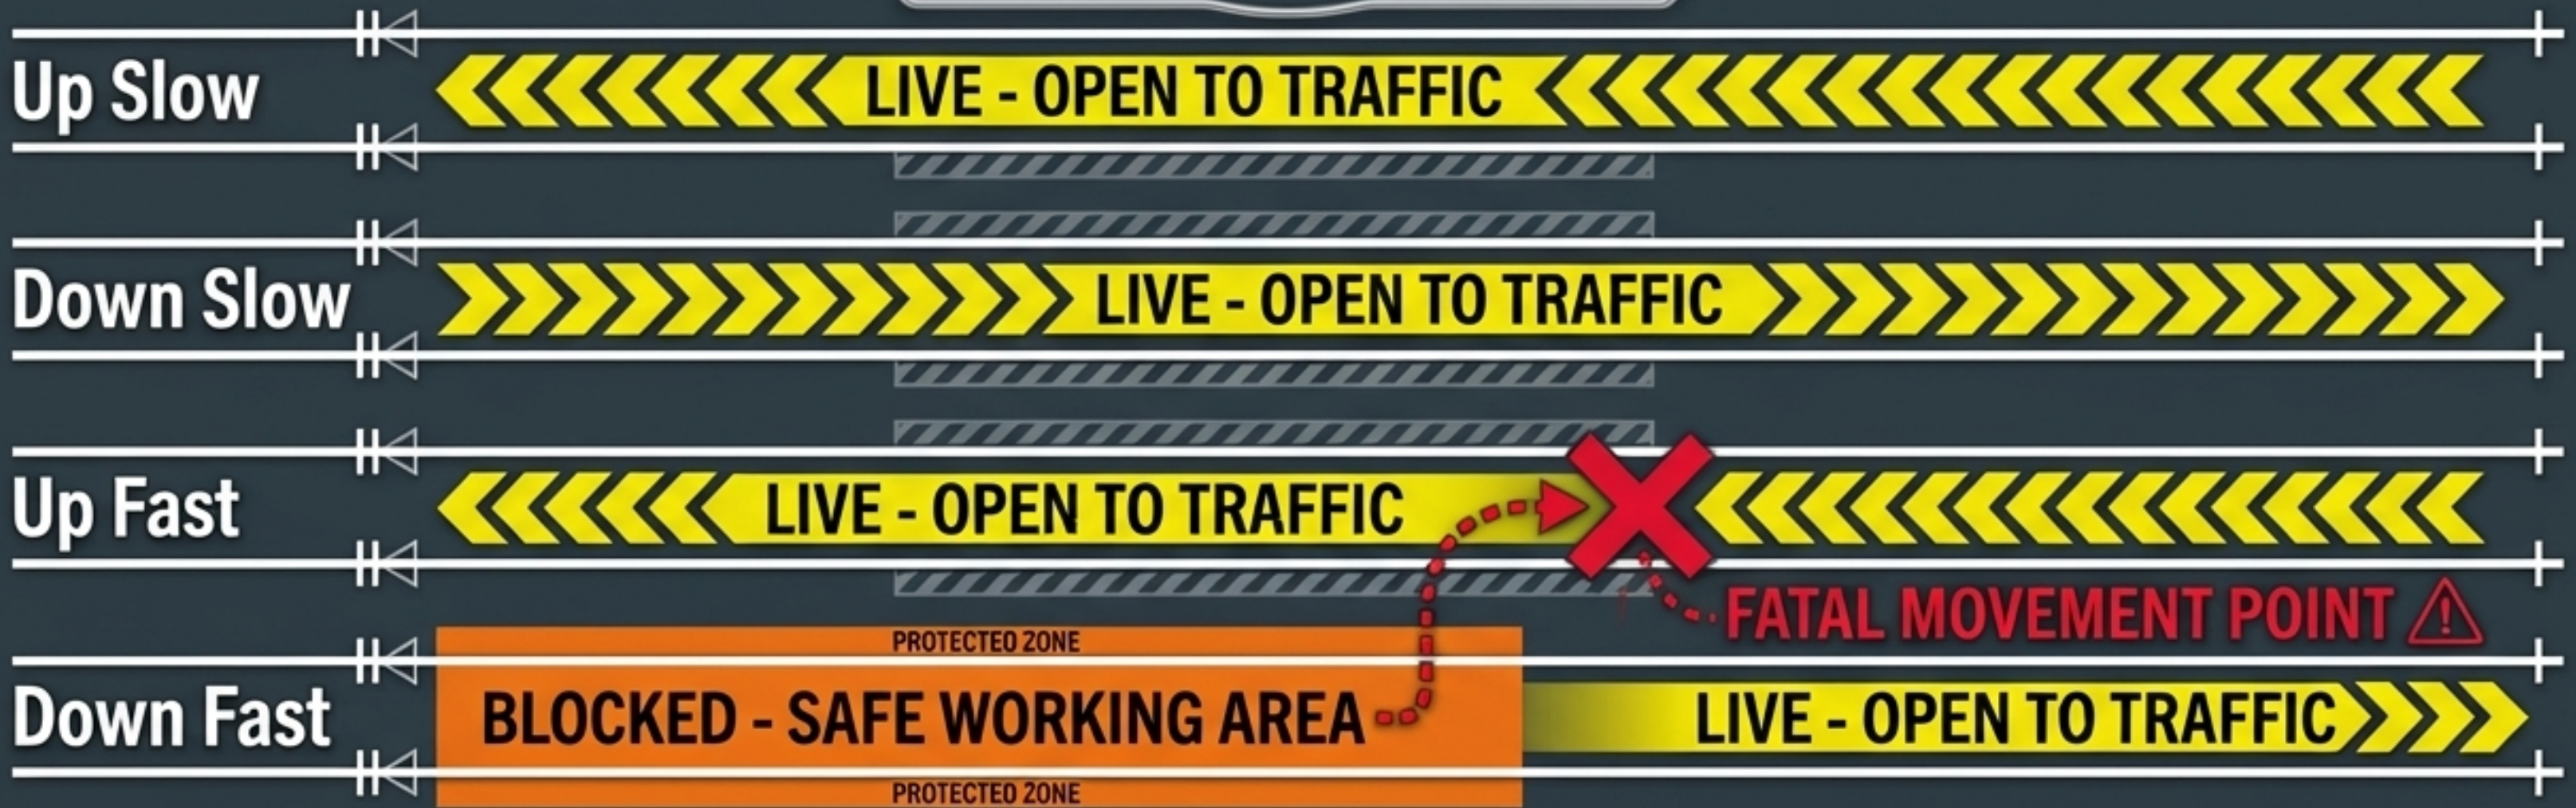 Up Slow
LIVE - OPEN TO TRAFFIC
Down Slow
LIVE - OPEN TO TRAFFIC
Up Fast
LIVE - OPEN TO TRAFFIC
FATAL MOVEMENT POINT
PROTECTED ZONE
Down Fast
BLOCKED - SAFE WORKING AREA
LIVE - OPEN TO TRAFFIC
PROTECTED ZONE